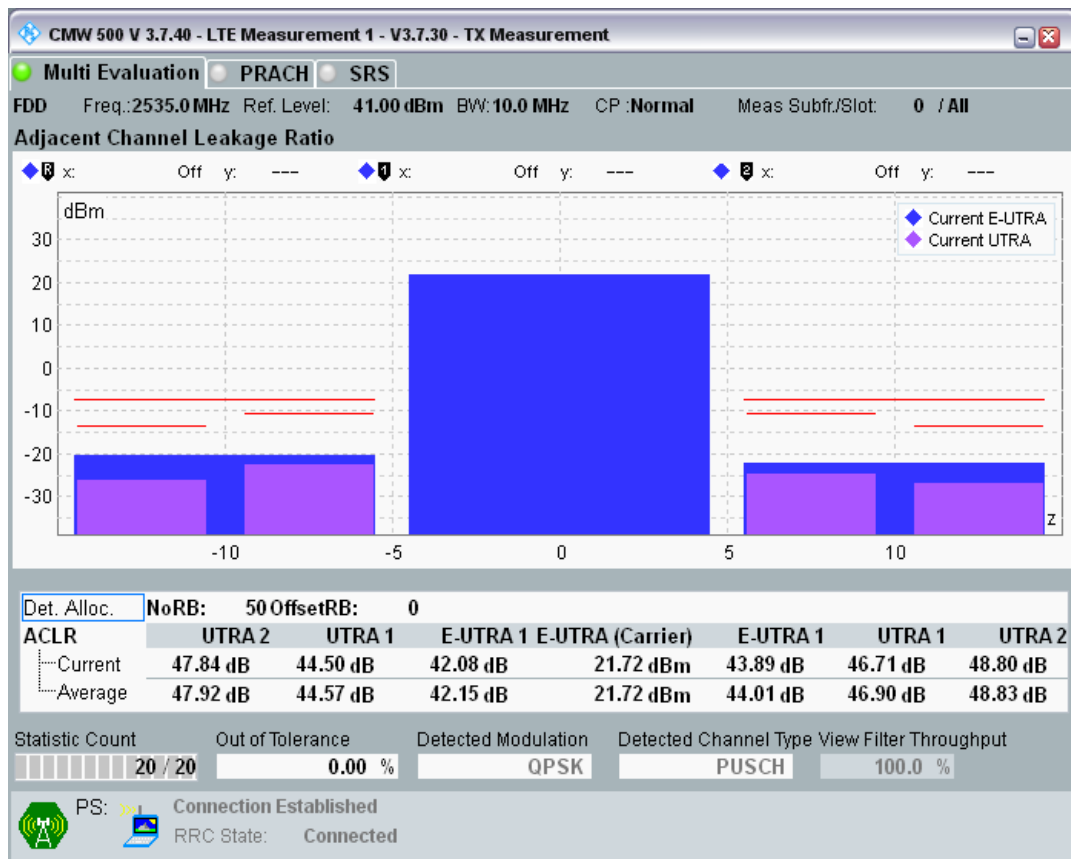 CMW 500 V 3.7.40 - LTE Measurement 1 - V3.7.30 - TX Measurement
Multi Evaluation PRACH SRS
FDD Freq.:2535.0 MHz Ref. Level: 41.00 dBm BW:10.0 MHz CP :Normal Meas Subfr./Slot: 0 / All
Adjacent Channel Leakage Ratio
R x: Off y: --- 1 x: Off y: --- 2 x: Off y: ---
dBm
Current E-UTRA
Current UTRA
30
20
10
0
-10
-20
-30
z
-10 -5 0 5 10
Det. Alloc. NoRB: 50 OffsetRB: 0
ACLR UTRA 2 UTRA 1 E-UTRA 1 E-UTRA (Carrier) E-UTRA 1 UTRA 1 UTRA 2
Current 47.84 dB 44.50 dB 42.08 dB 21.72 dBm 43.89 dB 46.71 dB 48.80 dB
Average 47.92 dB 44.57 dB 42.15 dB 21.72 dBm 44.01 dB 46.90 dB 48.83 dB
Statistic Count Out of Tolerance Detected Modulation Detected Channel Type View Filter Throughput
20 / 20 0.00 % QPSK PUSCH 100.0 %
PS: Connection Established
RRC State: Connected